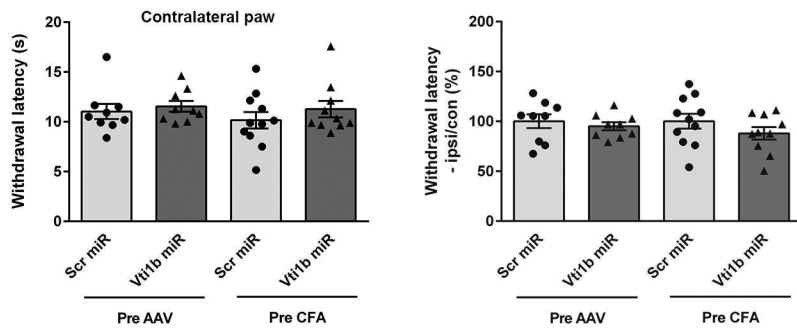 Contralateral paw
Withdrawal latency (s)
20
15
10
5
0
Scr miR
Vti1b miR
Scr miR
Vti1b miR
Pre AAV
Pre CFA
Withdrawal latency
- ipsi/con (%)
200
150
100
50
0
Scr miR
Vti1b miR
Scr miR
Vti1b miR
Pre AAV
Pre CFA